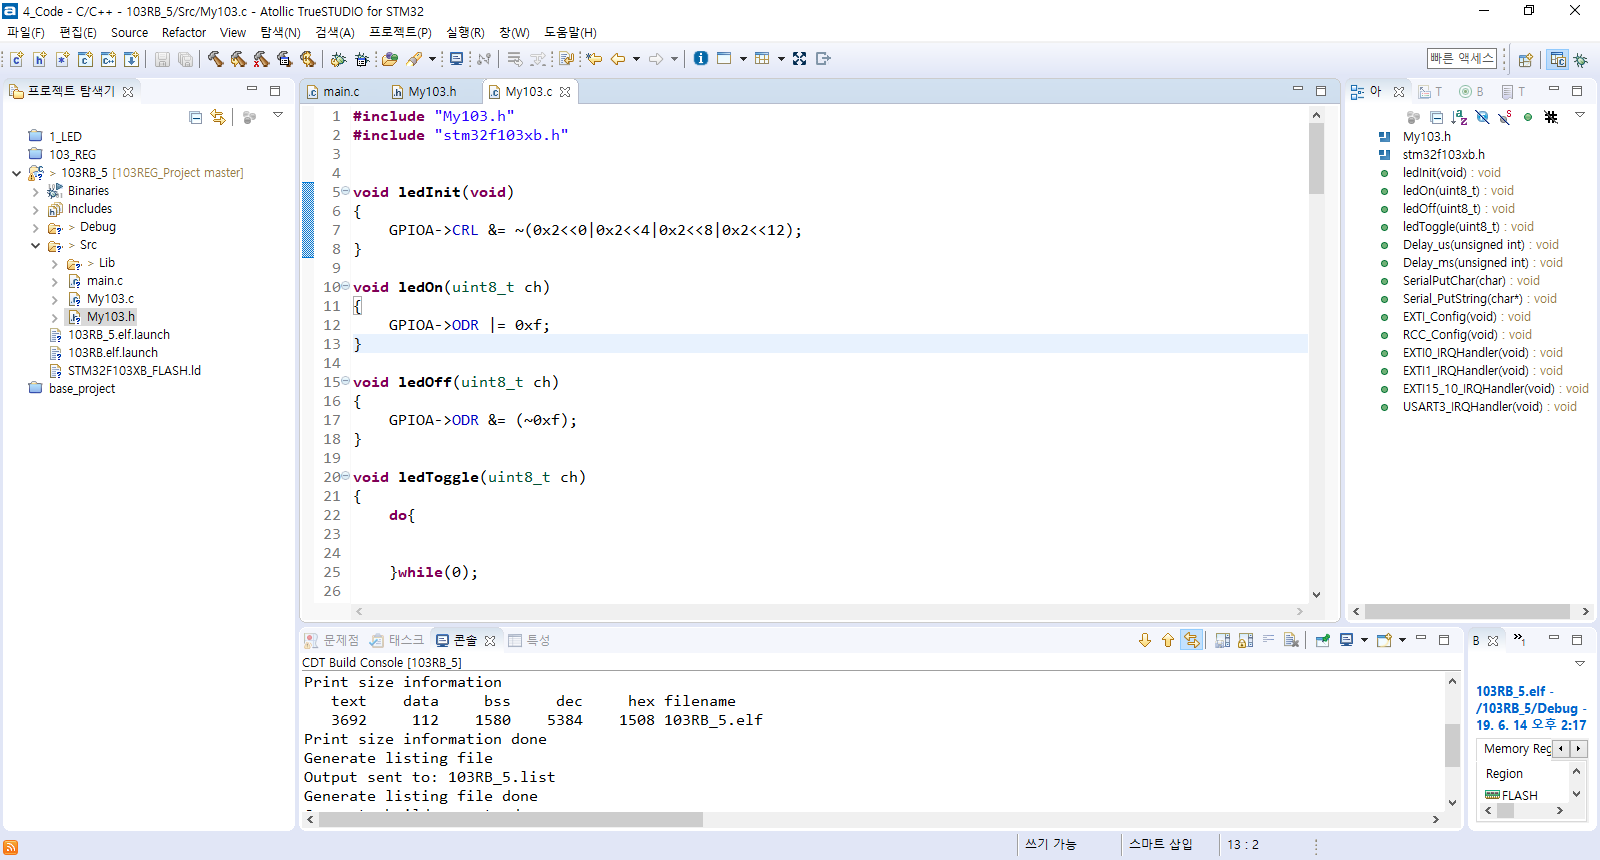 4_Code - C/C++ - 103RB_5/Src/My103.c - Atollic TrueSTUDIO for STM32
파일(F) 편집(E) Source Refactor View 탐색(N) 검색(A) 프로젝트(P) 실행(R) 창(W) 도움말(H)
빠른 액세스
프로젝트 탐색기
1_LED
103_REG
> 103RB_5 [103REG_Project master]
Binaries
Includes
> Debug
> Src
> Lib
main.c
My103.c
My103.h
103RB_5.elf.launch
103RB.elf.launch
STM32F103XB_FLASH.ld
base_project
main.c My103.h My103.c
1 #include "My103.h"
2 #include "stm32f103xb.h"
3
4
5 void ledInit(void)
6 {
7 GPIOA->CRL &= ~(0x2<<0|0x2<<4|0x2<<8|0x2<<12);
8 }
9
10 void ledOn(uint8_t ch)
11 {
12 GPIOA->ODR |= 0xf;
13 }
14
15 void ledOff(uint8_t ch)
16 {
17 GPIOA->ODR &= (~0xf);
18 }
19
20 void ledToggle(uint8_t ch)
21 {
22 do{
23
24
25 }while(0);
26
아 T B T
My103.h
stm32f103xb.h
ledInit(void) : void
ledOn(uint8_t) : void
ledOff(uint8_t) : void
ledToggle(uint8_t) : void
Delay_us(unsigned int) : void
Delay_ms(unsigned int) : void
SerialPutChar(char) : void
Serial_PutString(char*) : void
EXTI_Config(void) : void
RCC_Config(void) : void
EXTI0_IRQHandler(void) : void
EXTI1_IRQHandler(void) : void
EXTI15_10_IRQHandler(void) : void
USART3_IRQHandler(void) : void
문제점 태스크 콘솔 특성
CDT Build Console [103RB_5]
Print size information
text data bss dec hex filename
3692 112 1580 5384 1508 103RB_5.elf
Print size information done
Generate listing file
Output sent to: 103RB_5.list
Generate listing file done
B 1
103RB_5.elf -
/103RB_5/Debug -
19. 6. 14 오후 2:17
Memory Reg
Region
FLASH
쓰기 가능 스마트 삽입 13 : 2